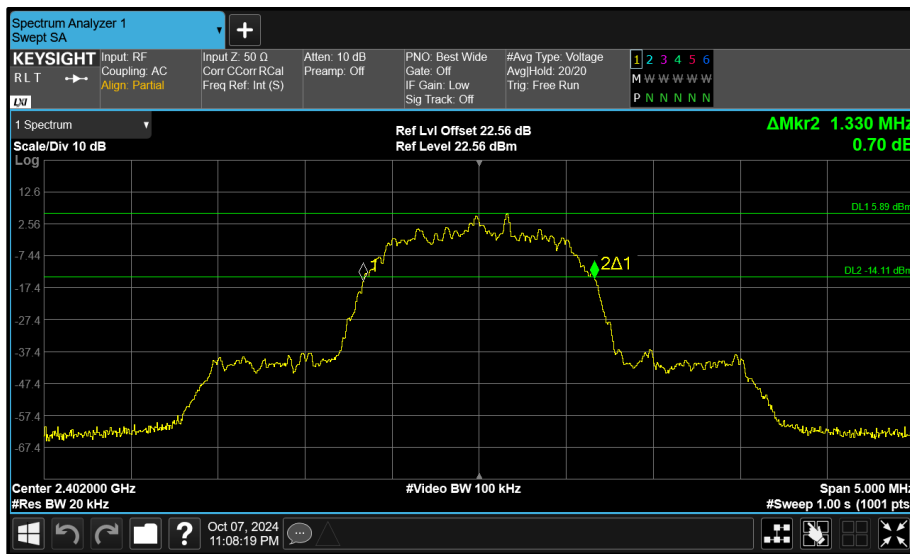 Spectrum Analyzer 1
Swept SA
KEYSIGHT
R L T
LXI
Input: RF
Coupling: AC
Align: Partial
Input Z: 50 Ω
Corr CCorr RCal
Freq Ref: Int (S)
Atten: 10 dB
Preamp: Off
PNO: Best Wide
Gate: Off
IF Gain: Low
Sig Track: Off
#Avg Type: Voltage
Avg|Hold: 20/20
Trig: Free Run
1 2 3 4 5 6
M W W W W W
P N N N N N
1 Spectrum
Scale/Div 10 dB
Ref Lvl Offset 22.56 dB
Ref Level 22.56 dBm
ΔMkr2 1.330 MHz
0.70 dB
Log
12.6
DL1 5.89 dBm
2.56
-7.44
1
2Δ1
DL2 -14.11 dBm
-17.4
-27.4
-37.4
-47.4
-57.4
-67.4
Center 2.402000 GHz
#Video BW 100 kHz
Span 5.000 MHz
#Res BW 20 kHz
#Sweep 1.00 s (1001 pts)
?
Oct 07, 2024
11:08:19 PM